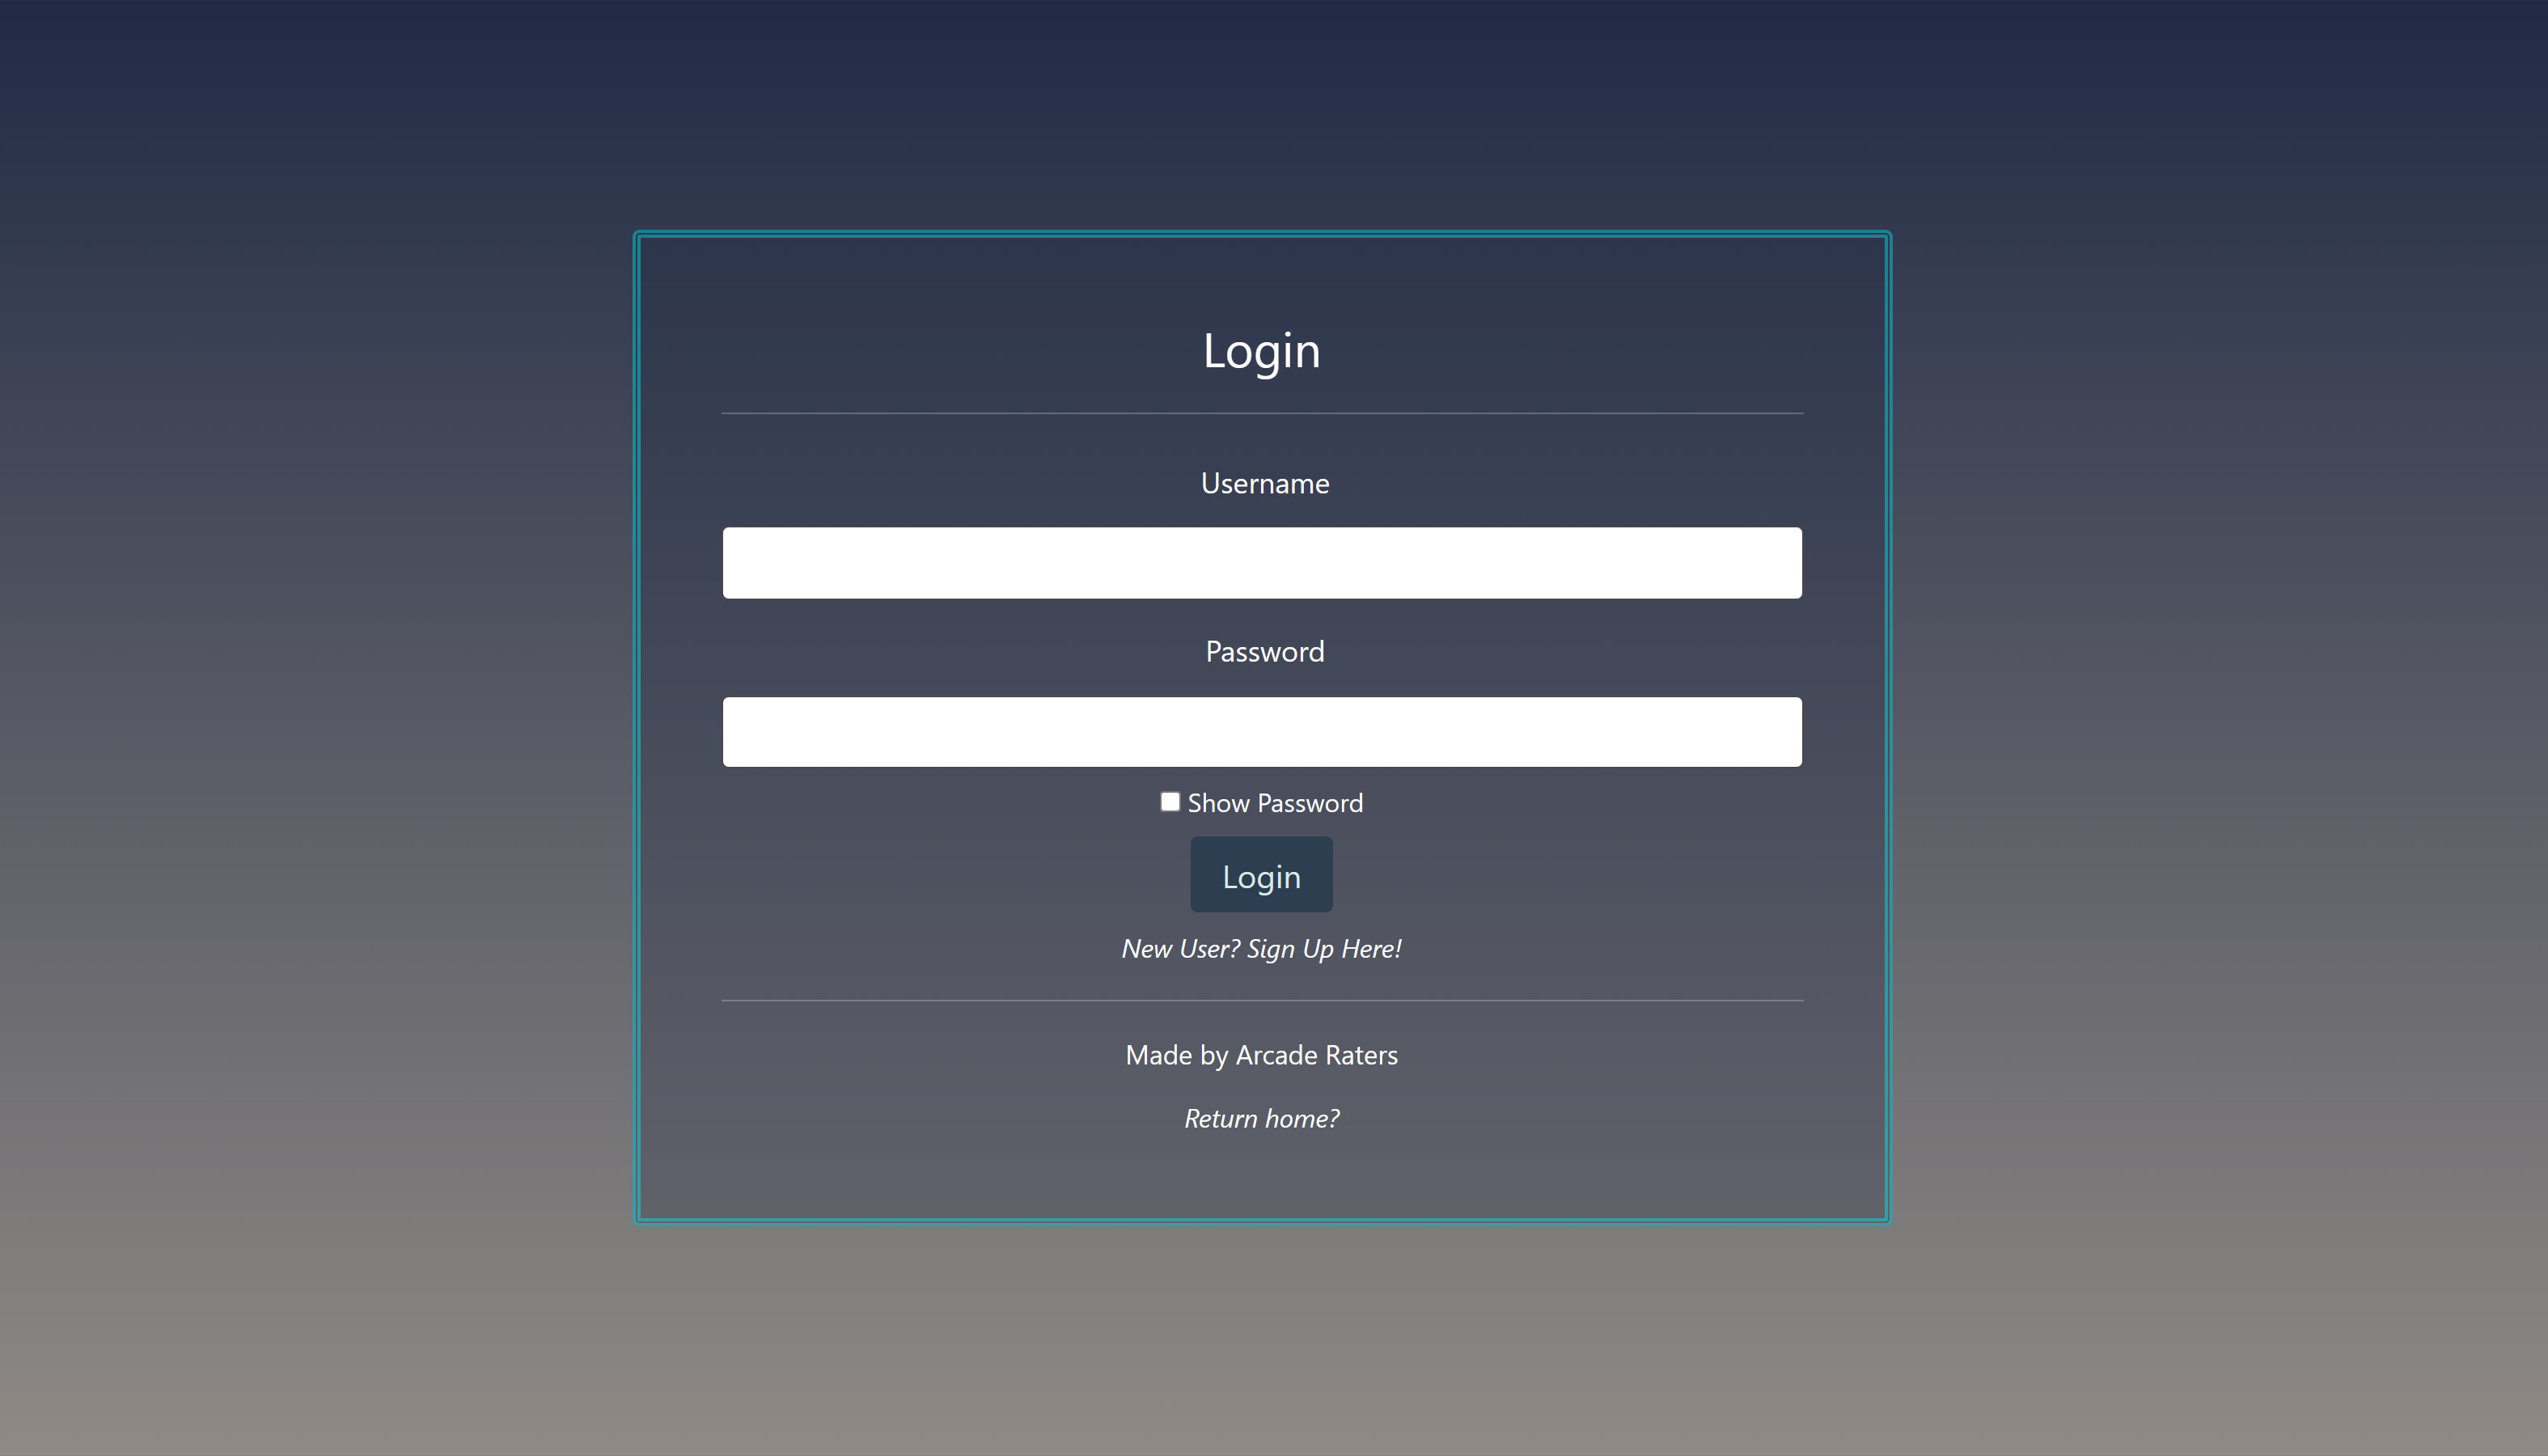 Login
Username
Password
Show Password
Login
New User? Sign Up Here!
Made by Arcade Raters
Return home?